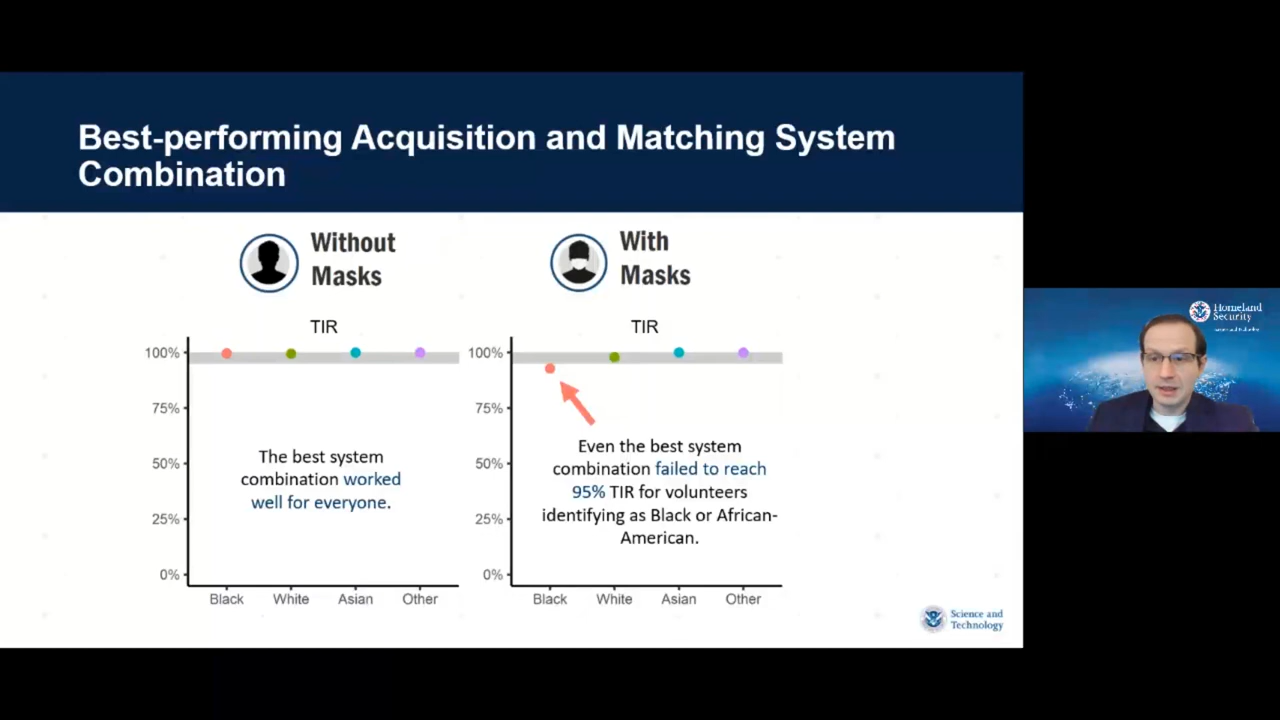 Best-performing Acquisition and Matching System
Combination
Without
Masks
With
Masks
TIR
100%
75%
50%
25%
0%
The best system
combination worked
well for everyone.
Black White Asian Other
TIR
100%
75%
50%
25%
0%
Even the best system
combination failed to reach
95% TIR for volunteers
identifying as Black or African-
American.
Black White Asian Other
Science and
Technology
Homeland
Security